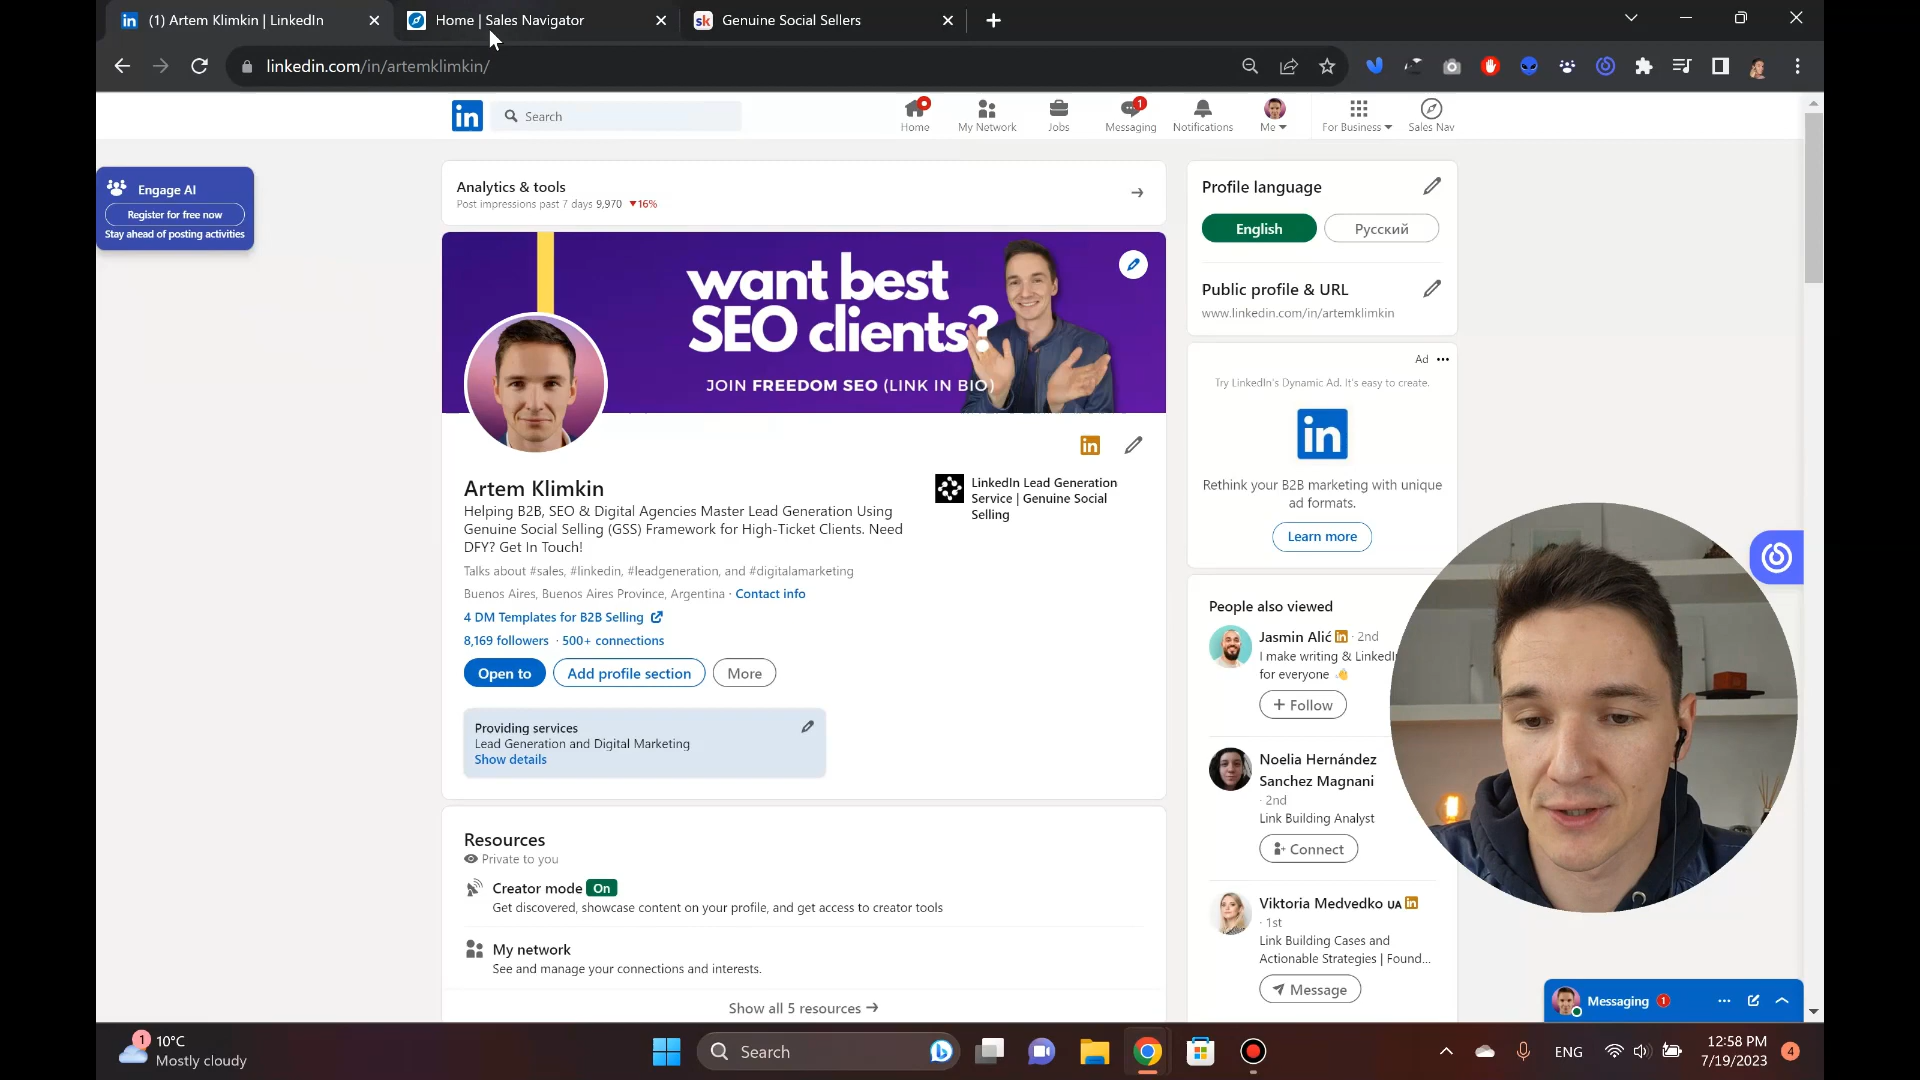 (1) Artem Klimkin | LinkedIn
Home | Sales Navigator
sk Genuine Social Sellers
linkedin.com/in/artemklimkin/
in
Search
Home
My Network
Jobs
1
Messaging
Notifications
Me
For Business
Sales Nav
Engage AI
Register for free now
Stay ahead of posting activities
Analytics & tools
Post impressions past 7 days 9,970 ▼16%
want best
SEO clients?
JOIN FREEDOM SEO (LINK IN BIO)
in
Artem Klimkin
Helping B2B, SEO & Digital Agencies Master Lead Generation Using
Genuine Social Selling (GSS) Framework for High-Ticket Clients. Need
DFY? Get In Touch!
Talks about #sales, #linkedin, #leadgeneration, and #digitalamarketing
Buenos Aires, Buenos Aires Province, Argentina · Contact info
4 DM Templates for B2B Selling
8,169 followers · 500+ connections
Open to
Add profile section
More
LinkedIn Lead Generation
Service | Genuine Social
Selling
Providing services
Lead Generation and Digital Marketing
Show details
Resources
Private to you
Creator mode On
Get discovered, showcase content on your profile, and get access to creator tools
My network
See and manage your connections and interests.
Show all 5 resources →
Profile language
English
Русский
Public profile & URL
www.linkedin.com/in/artemklimkin
Ad
Try LinkedIn's Dynamic Ad. It's easy to create.
in
Rethink your B2B marketing with unique
ad formats.
Learn more
People also viewed
Jasmin Alić in · 2nd
I make writing & LinkedIn
for everyone
+ Follow
Noelia Hernández
Sanchez Magnani
· 2nd
Link Building Analyst
Connect
Viktoria Medvedko UA in
· 1st
Link Building Cases and
Actionable Strategies | Found...
Message
Messaging 1
1
10°C
Mostly cloudy
Search
ENG
12:58 PM
7/19/2023
4